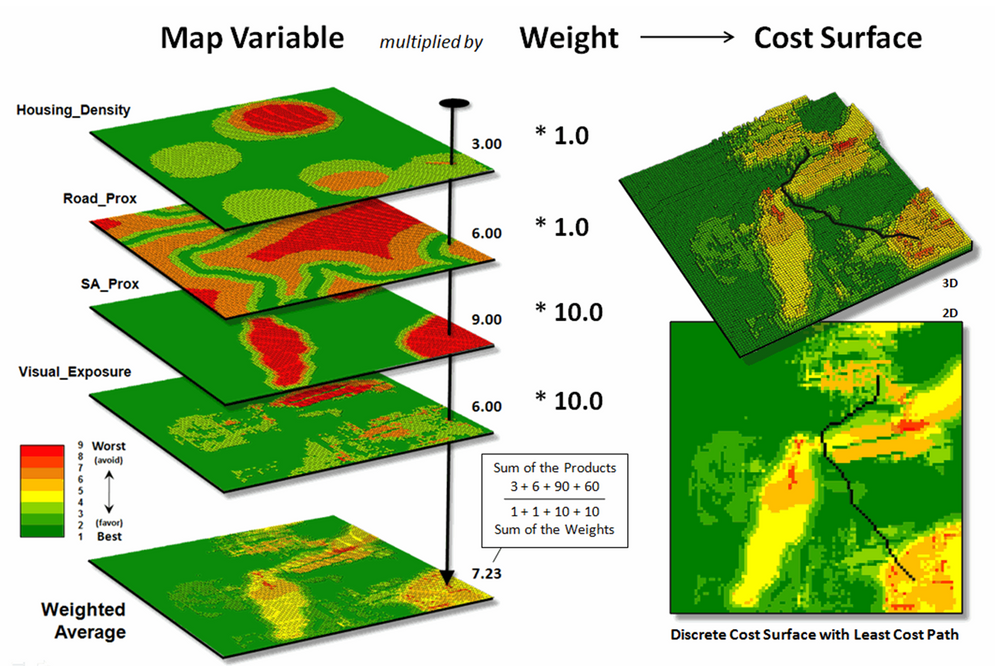 Map Variable multiplied by Weight Cost Surface
Housing_Density
3.00 * 1.0
Road_Prox
6.00 * 1.0
SA_Prox
9.00 * 10.0
Visual_Exposure
6.00 * 10.0
3D
2D
9 Worst
8 (avoid)
7
6
5
4
3 (favor)
2 Best
1
Sum of the Products
3 + 6 + 90 + 60
1 + 1 + 10 + 10
Sum of the Weights
7.23
Weighted
Average
Discrete Cost Surface with Least Cost Path